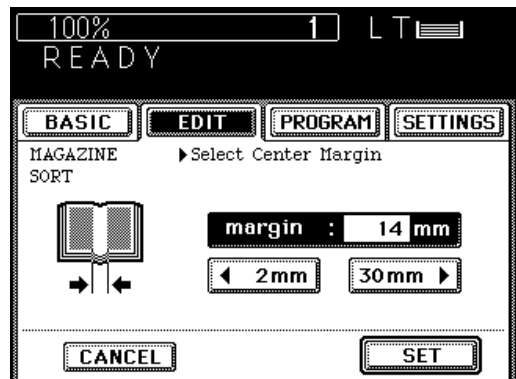 100% 1 LT
READY
BASIC EDIT PROGRAM SETTINGS
MAGAZINE SORT
Select Center Margin
margin : 14 mm
2mm 30mm
CANCEL SET